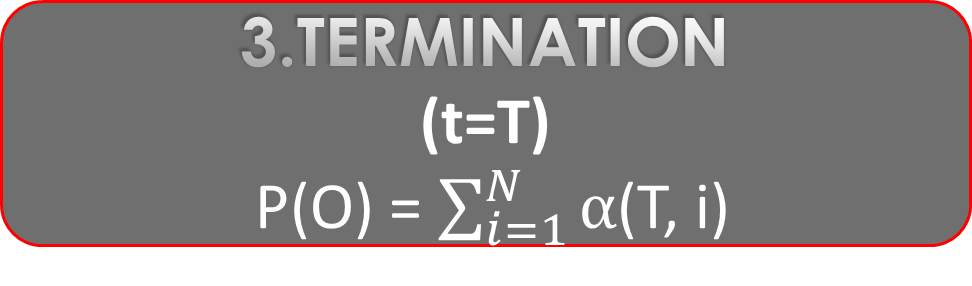 3.TERMINATION
(t=T)
P(O) = ∑_{i=1}^{N} α(T, i)